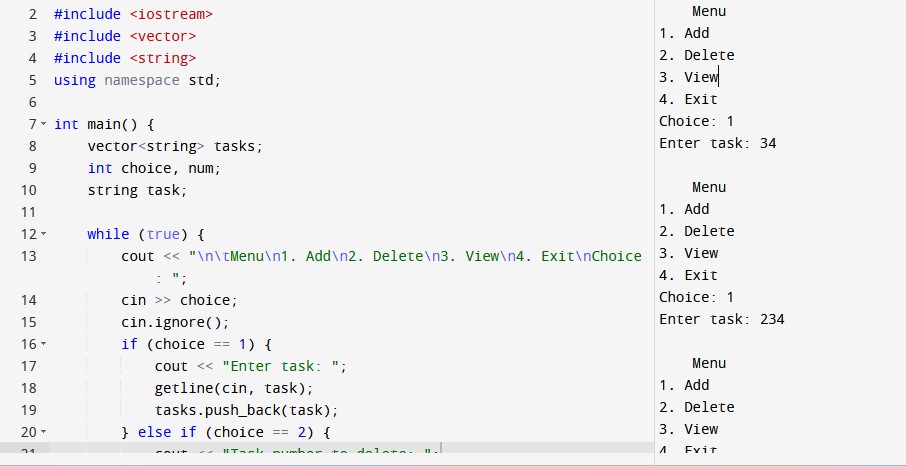 2 #include <iostream>
3 #include <vector>
4 #include <string>
5 using namespace std;
6
7 int main() {
8 vector<string> tasks;
9 int choice, num;
10 string task;
11
12 while (true) {
13 cout << "\n\tMenu\n1. Add\n2. Delete\n3. View\n4. Exit\nChoice
: ";
14 cin >> choice;
15 cin.ignore();
16 if (choice == 1) {
17 cout << "Enter task: ";
18 getline(cin, task);
19 tasks.push_back(task);
20 } else if (choice == 2) {
21 cout << "Task number to delete: ";
Menu
1. Add
2. Delete
3. View
4. Exit
Choice: 1
Enter task: 34
Menu
1. Add
2. Delete
3. View
4. Exit
Choice: 1
Enter task: 234
Menu
1. Add
2. Delete
3. View
4. Exit